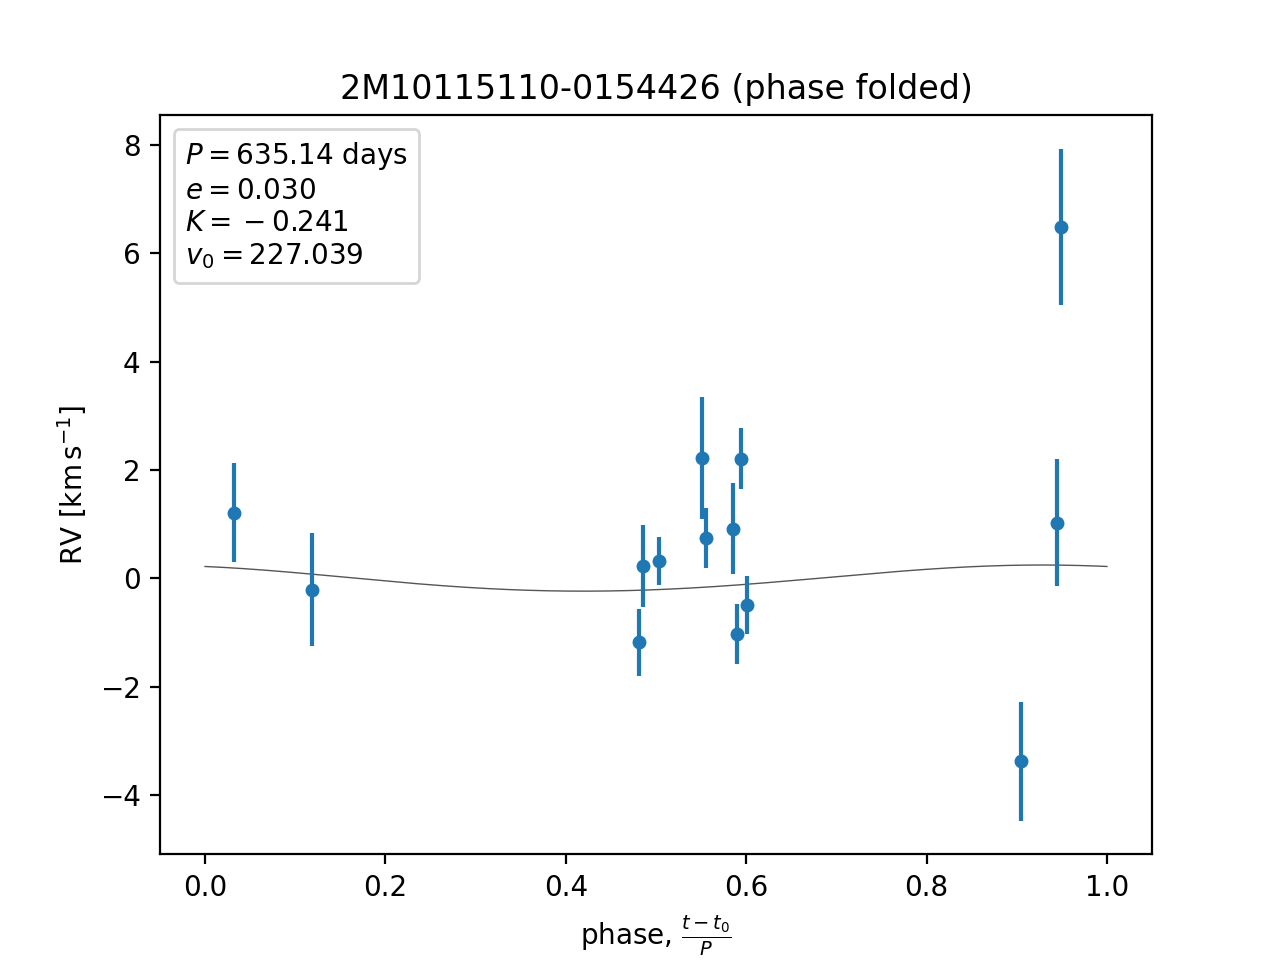 2M10115110-0154426 (phase folded)
P = 635.14 days
e = 0.030
K = −0.241
v₀ = 227.039
8
6
4
2
0
−2
−4
RV [km s⁻¹]
0.0 0.2 0.4 0.6 0.8 1.0
phase, (t − t₀)/P